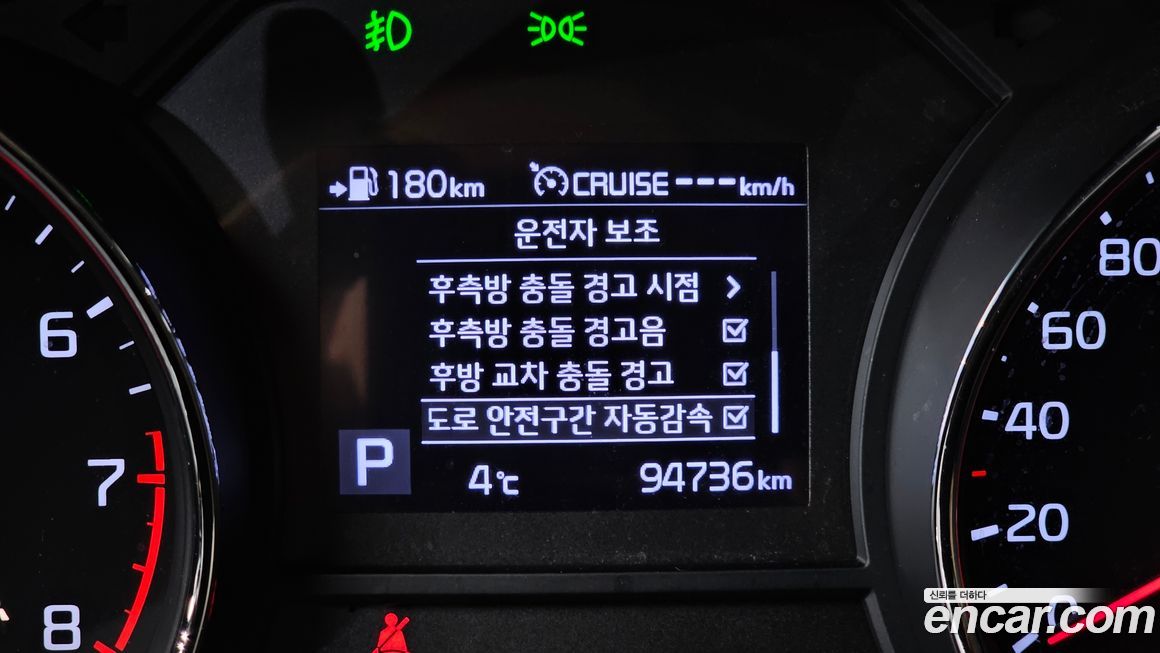 180km CRUISE ---km/h
운전자 보조
후측방 충돌 경고 시점 >
후측방 충돌 경고음
후방 교차 충돌 경고
도로 안전구간 자동감속
P
4℃ 94736km
6
7
8
80
60
40
20
0
신뢰를 더하다
encar.com